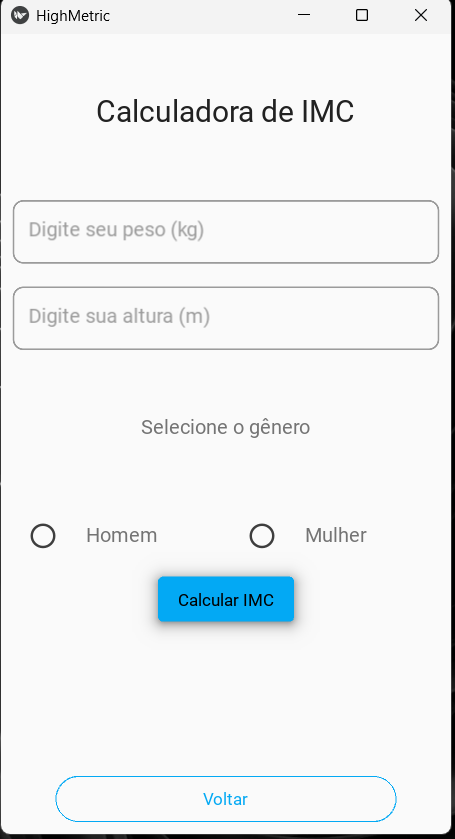 HighMetric
Calculadora de IMC
Digite seu peso (kg)
Digite sua altura (m)
Selecione o gênero
Homem Mulher
Calcular IMC
Voltar